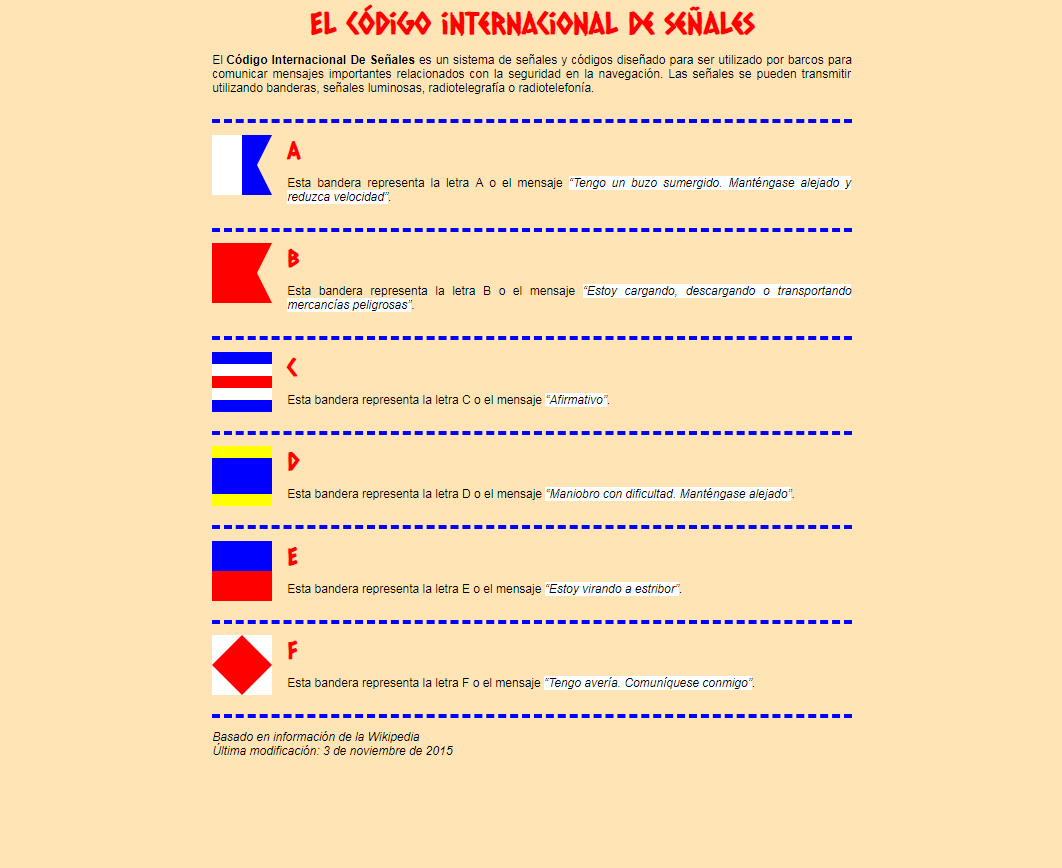 El Código Internacional De Señales
El Código Internacional De Señales es un sistema de señales y códigos diseñado para ser utilizado por barcos para
comunicar mensajes importantes relacionados con la seguridad en la navegación. Las señales se pueden transmitir
utilizando banderas, señales luminosas, radiotelegrafía o radiotelefonía.
A
Esta bandera representa la letra A o el mensaje “Tengo un buzo sumergido. Manténgase alejado y
reduzca velocidad”.
B
Esta bandera representa la letra B o el mensaje “Estoy cargando, descargando o transportando
mercancías peligrosas”.
C
Esta bandera representa la letra C o el mensaje “Afirmativo”.
D
Esta bandera representa la letra D o el mensaje “Maniobro con dificultad. Manténgase alejado”.
E
Esta bandera representa la letra E o el mensaje “Estoy virando a estribor”.
F
Esta bandera representa la letra F o el mensaje “Tengo avería. Comuníquese conmigo”.
Basado en información de la Wikipedia
Última modificación: 3 de noviembre de 2015